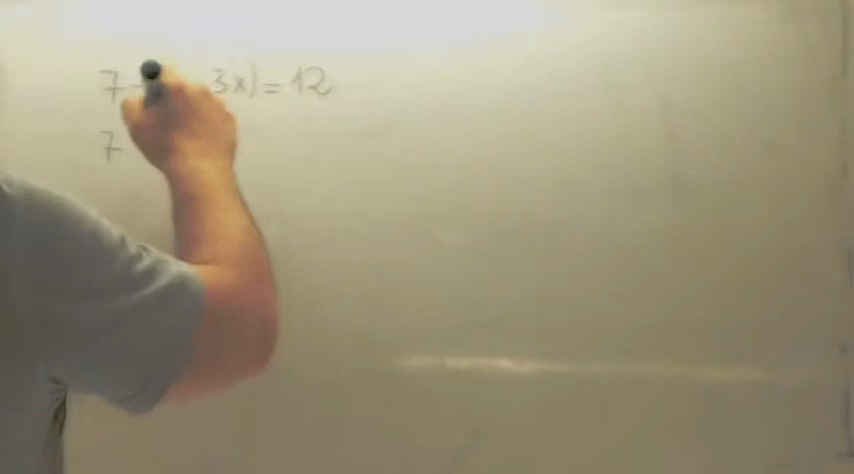 7 - 3x) = 12
7